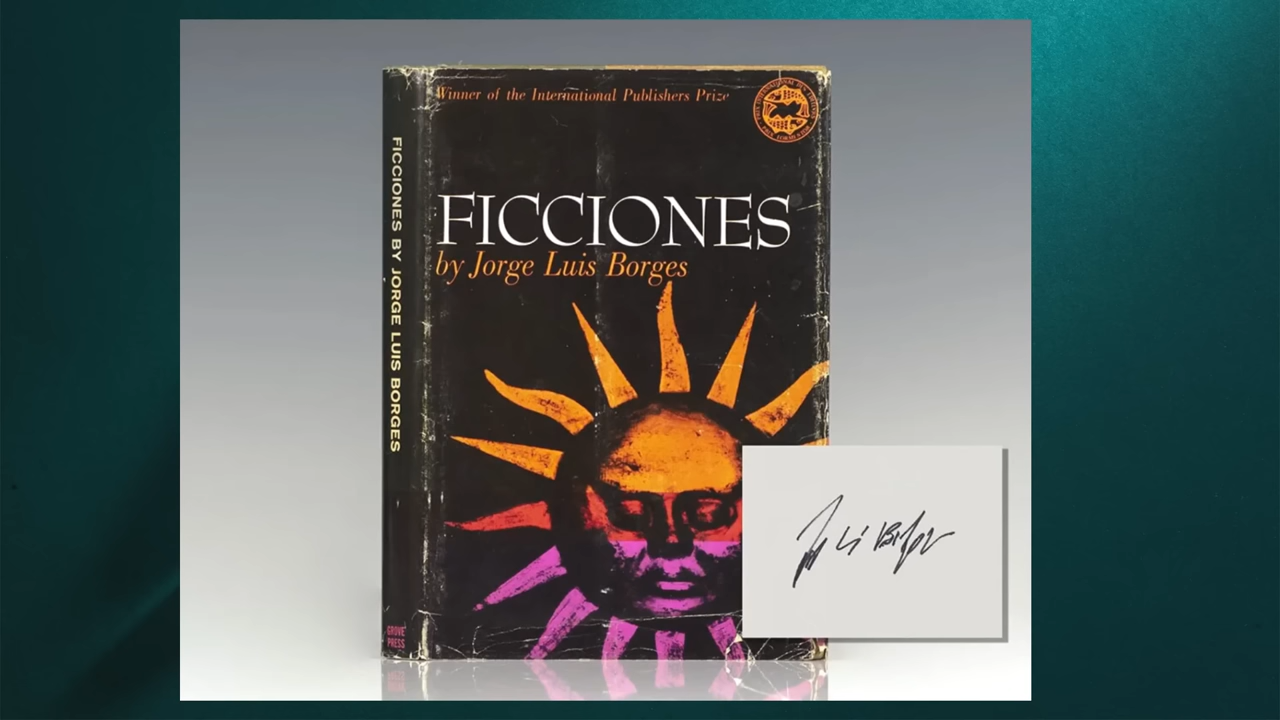 Winner of the International Publishers Prize
FICCIONES
by Jorge Luis Borges
FICCIONES BY JORGE LUIS BORGES
GROVE
PRESS